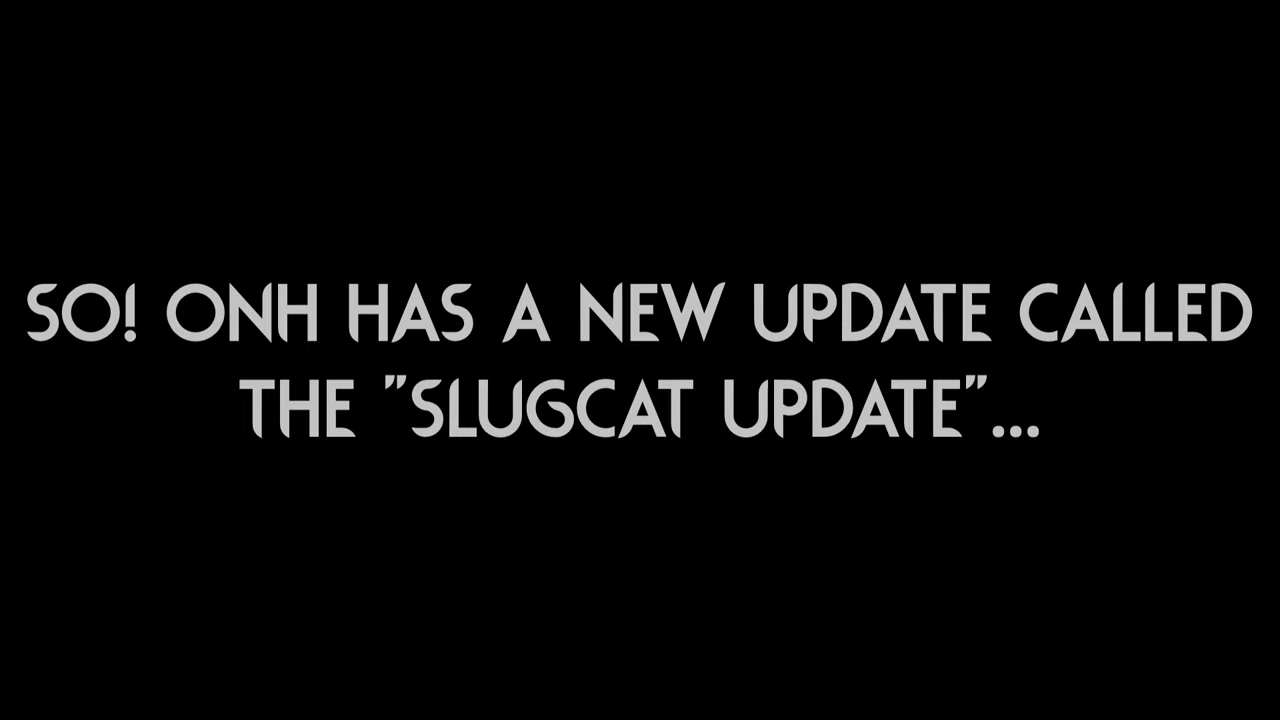 SO! ONH HAS A NEW UPDATE CALLED
THE "SLUGCAT UPDATE"...